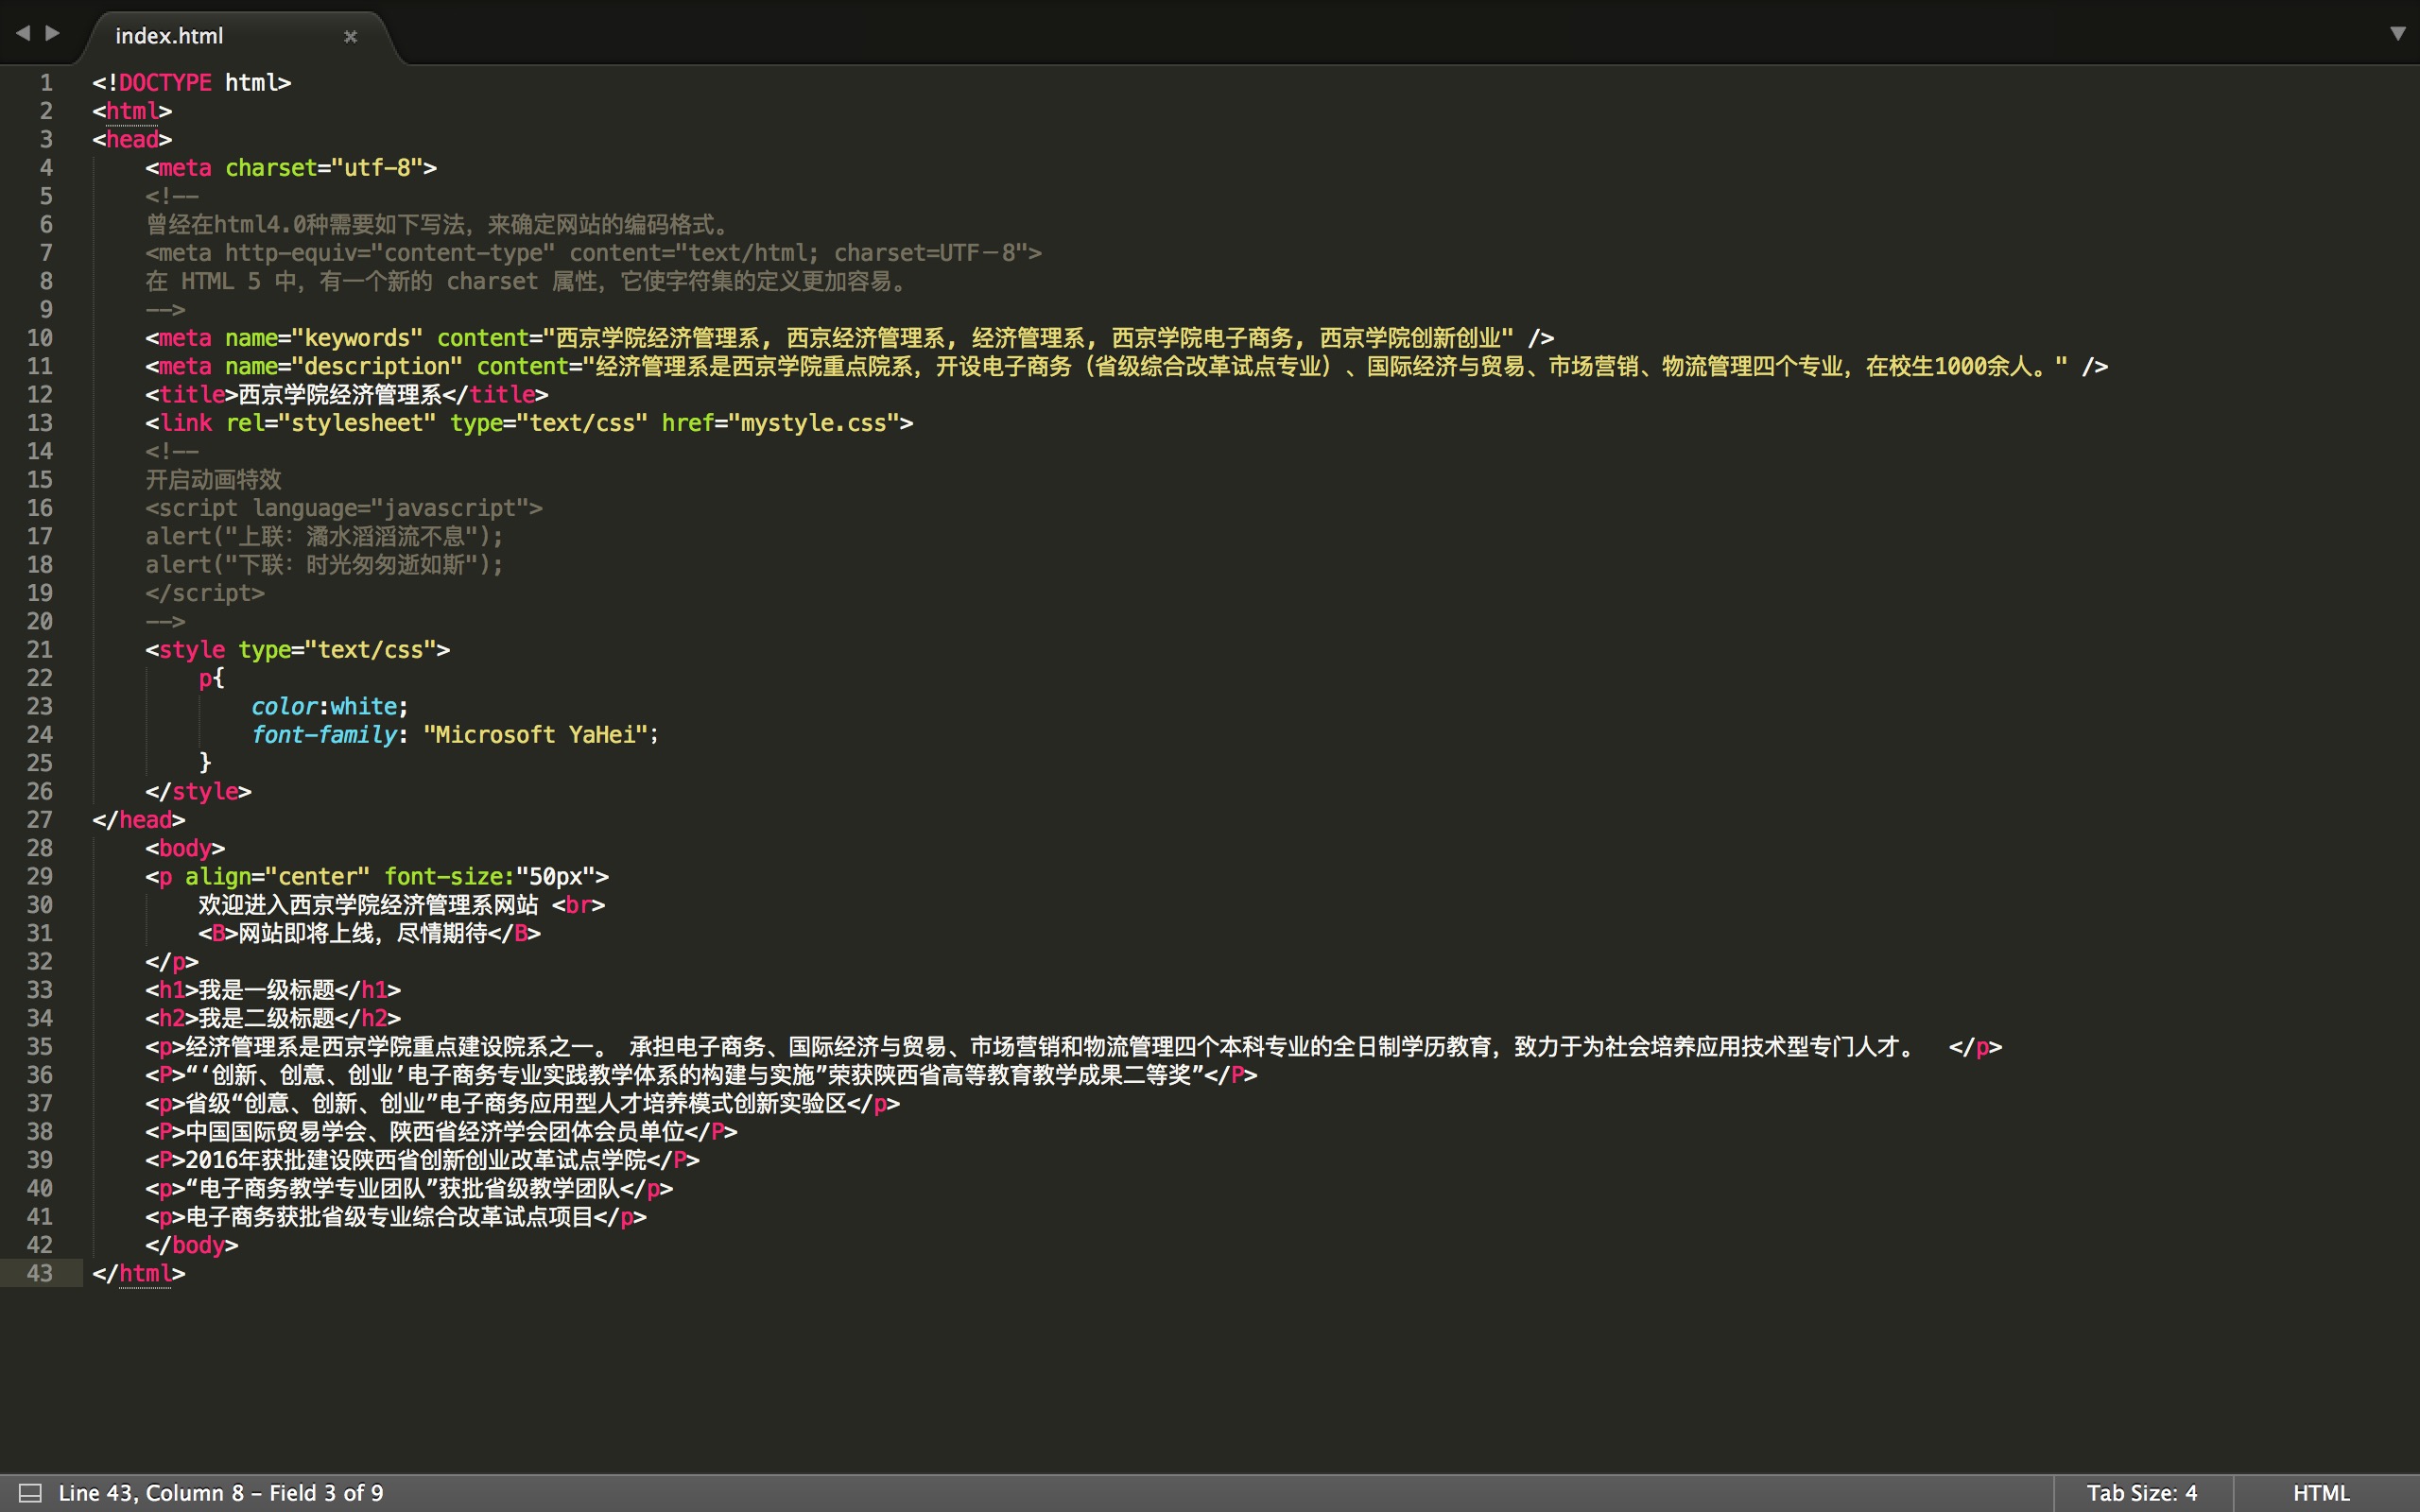 index.html
1 <!DOCTYPE html>
2 <html>
3 <head>
4 <meta charset="utf-8">
5 <!--
6 曾经在html4.0种需要如下写法，来确定网站的编码格式。
7 <meta http-equiv="content-type" content="text/html; charset=UTF－8">
8 在 HTML 5 中，有一个新的 charset 属性，它使字符集的定义更加容易。
9 -->
10 <meta name="keywords" content="西京学院经济管理系, 西京经济管理系, 经济管理系, 西京学院电子商务, 西京学院创新创业" />
11 <meta name="description" content="经济管理系是西京学院重点院系，开设电子商务（省级综合改革试点专业）、国际经济与贸易、市场营销、物流管理四个专业，在校生1000余人。" />
12 <title>西京学院经济管理系</title>
13 <link rel="stylesheet" type="text/css" href="mystyle.css">
14 <!--
15 开启动画特效
16 <script language="javascript">
17 alert("上联：潏水滔滔流不息");
18 alert("下联：时光匆匆逝如斯");
19 </script>
20 -->
21 <style type="text/css">
22 p{
23 color:white;
24 font-family: "Microsoft YaHei";
25 }
26 </style>
27 </head>
28 <body>
29 <p align="center" font-size:"50px">
30 欢迎进入西京学院经济管理系网站 <br>
31 <B>网站即将上线，尽情期待</B>
32 </p>
33 <h1>我是一级标题</h1>
34 <h2>我是二级标题</h2>
35 <p>经济管理系是西京学院重点建设院系之一。 承担电子商务、国际经济与贸易、市场营销和物流管理四个本科专业的全日制学历教育，致力于为社会培养应用技术型专门人才。 </p>
36 <P>“‘创新、创意、创业’电子商务专业实践教学体系的构建与实施”荣获陕西省高等教育教学成果二等奖”</P>
37 <p>省级“创意、创新、创业”电子商务应用型人才培养模式创新实验区</p>
38 <P>中国国际贸易学会、陕西省经济学会团体会员单位</P>
39 <P>2016年获批建设陕西省创新创业改革试点学院</P>
40 <p>“电子商务教学专业团队”获批省级教学团队</p>
41 <p>电子商务获批省级专业综合改革试点项目</p>
42 </body>
43 </html>
Line 43, Column 8 – Field 3 of 9
Tab Size: 4
HTML